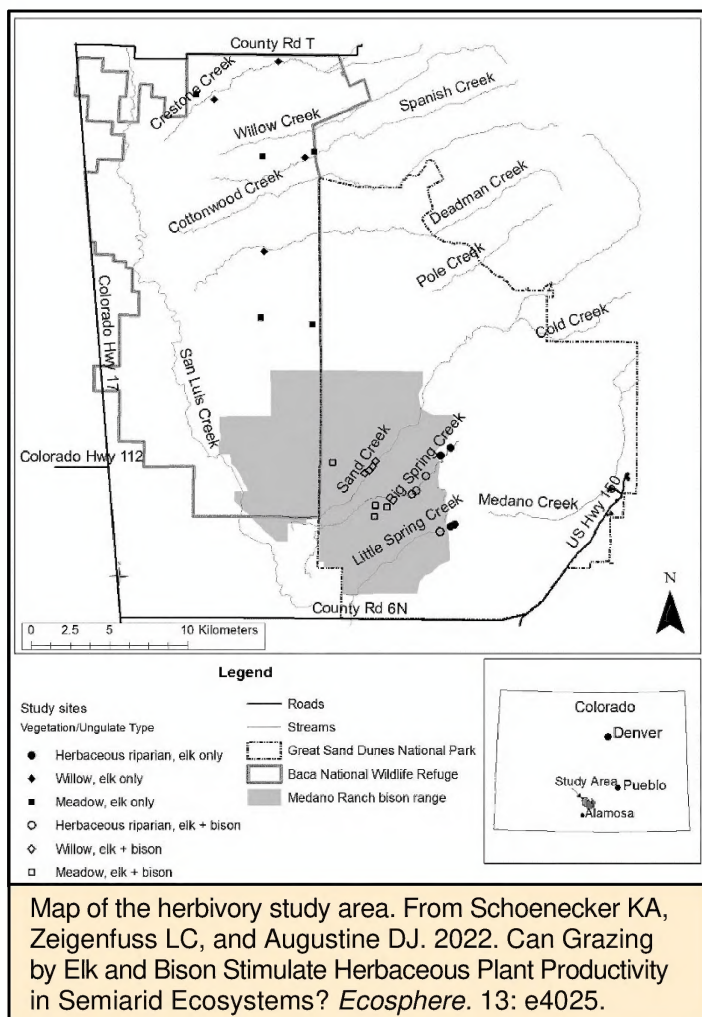 County Rd T
Crestone Creek
Spanish Creek
Willow Creek
Cottonwood Creek
Deadman Creek
Pole Creek
Cold Creek
Colorado Hwy 17
San Luis Creek
Colorado Hwy 112
Sand Creek
Big Spring Creek
Medano Creek
US Hwy 150
Little Spring Creek
County Rd 6N
N
0 2.5 5 10 Kilometers
Legend
Study sites
Vegetation/Ungulate Type
Herbaceous riparian, elk only
Willow, elk only
Meadow, elk only
Herbaceous riparian, elk + bison
Willow, elk + bison
Meadow, elk + bison
Roads
Streams
Great Sand Dunes National Park
Baca National Wildlife Refuge
Medano Ranch bison range
Colorado
Denver
Study Area
Pueblo
Alamosa
Map of the herbivory study area. From Schoenecker KA,
Zeigenfuss LC, and Augustine DJ. 2022. Can Grazing
by Elk and Bison Stimulate Herbaceous Plant Productivity
in Semiarid Ecosystems? Ecosphere. 13: e4025.